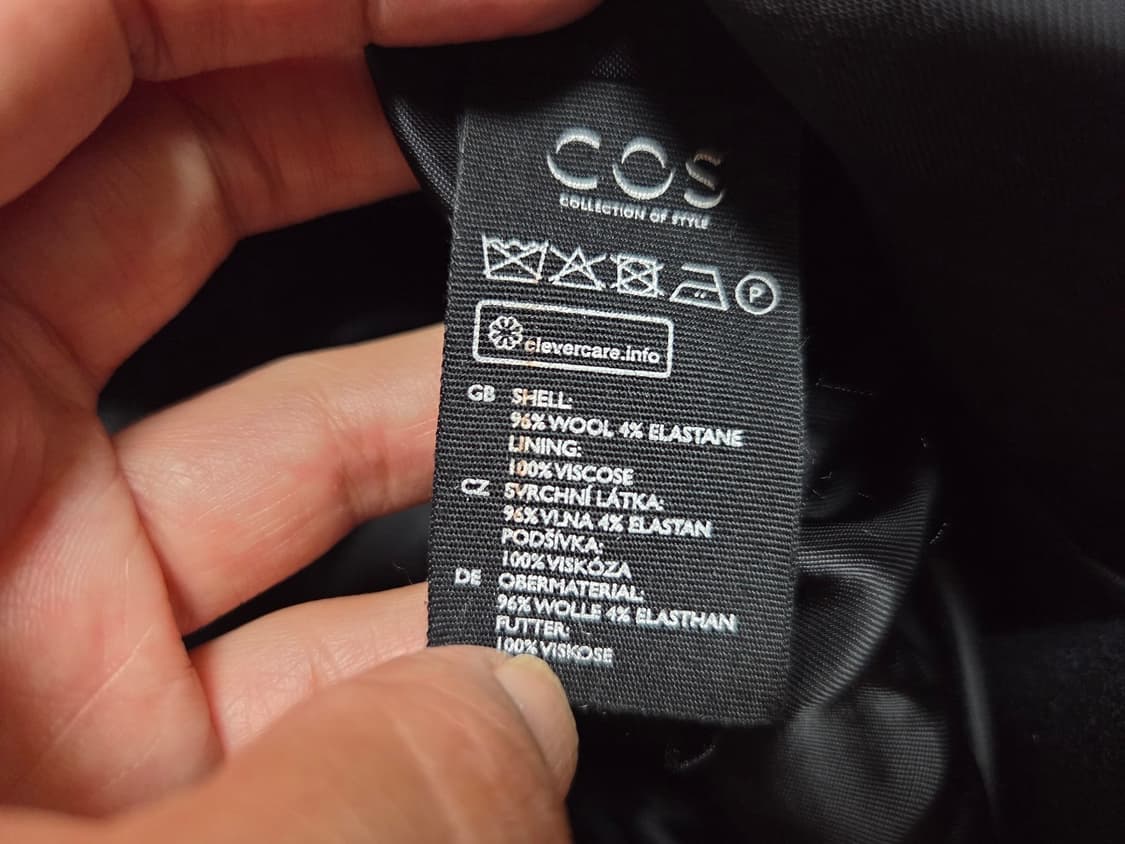 COS
COLLECTION OF STYLE
P
clevercare.info
GB SHELL:
96% WOOL 4% ELASTANE
LINING:
100% VISCOSE
CZ SVRCHNÍ LÁTKA:
96% VLNA 4% ELASTAN
PODŠÍVKA:
100% VISKÓZA
DE OBERMATERIAL:
96% WOLLE 4% ELASTHAN
FUTTER:
100% VISKOSE